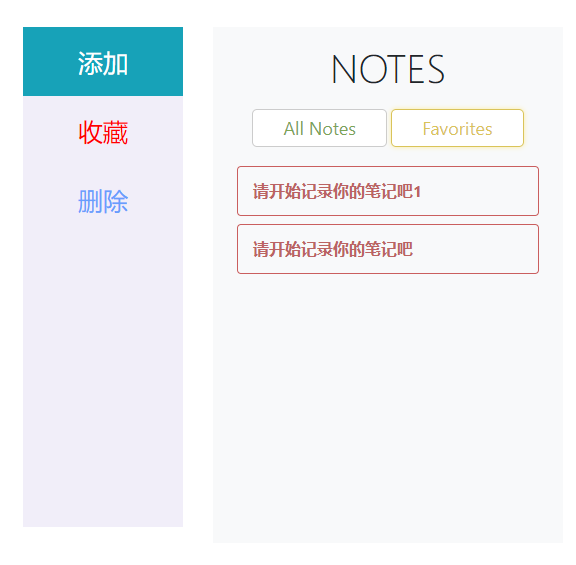 添加
收藏
删除
NOTES
All Notes
Favorites
请开始记录你的笔记吧1
请开始记录你的笔记吧